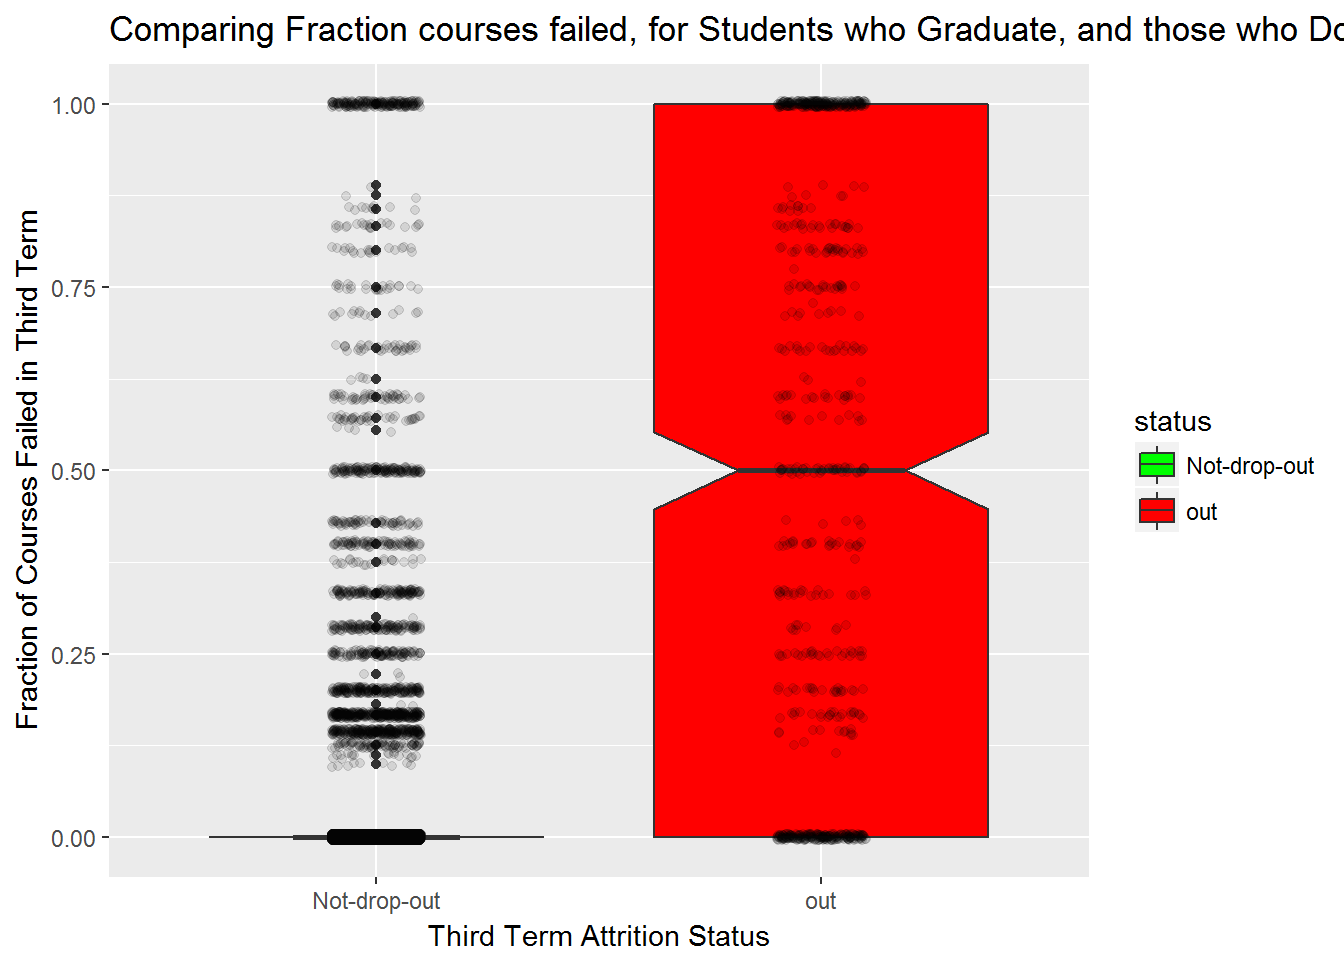 Comparing Fraction courses failed, for Students who Graduate, and those who Do
Fraction of Courses Failed in Third Term
1.00
0.75
0.50
0.25
0.00
Not-drop-out
out
Third Term Attrition Status
status
Not-drop-out
out